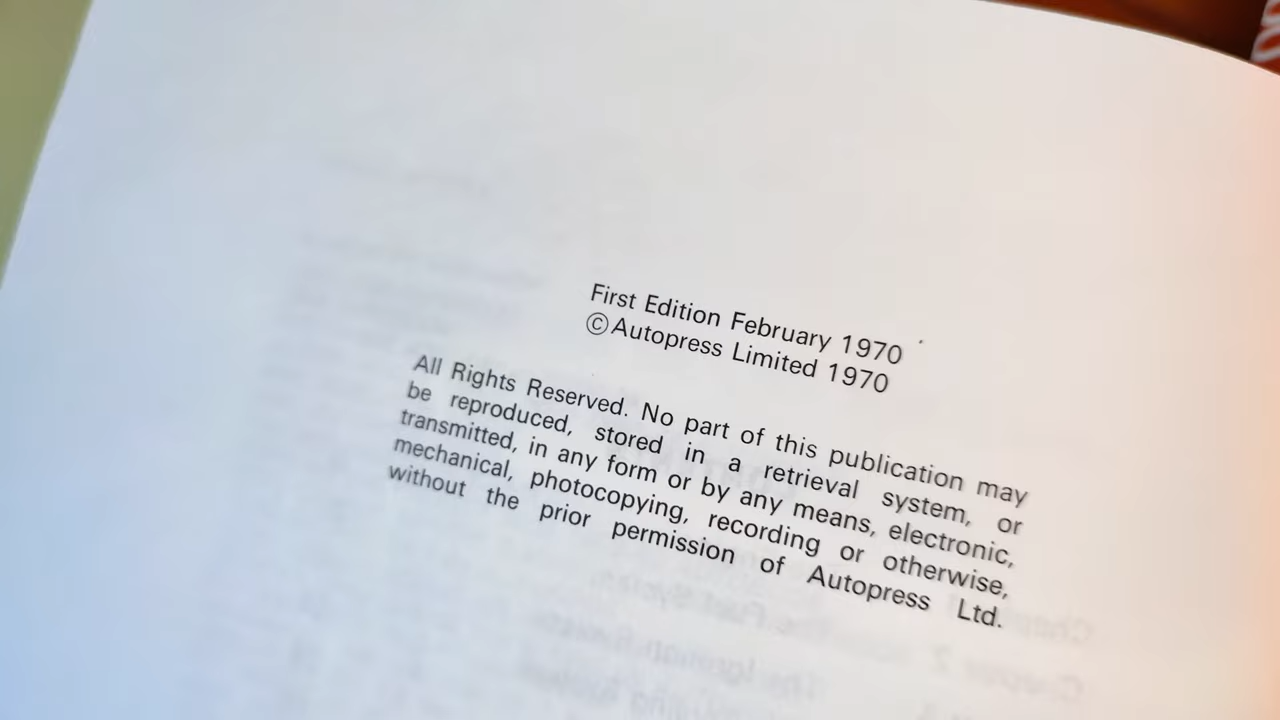 First Edition February 1970
©Autopress Limited 1970
All Rights Reserved. No part of this publication may
be reproduced, stored in a retrieval system, or
transmitted, in any form or by any means, electronic,
mechanical, photocopying, recording or otherwise,
without the prior permission of Autopress Ltd.